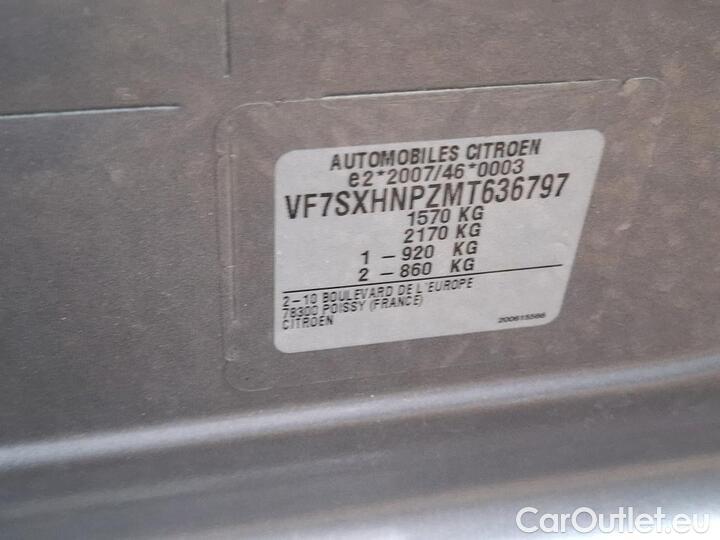 AUTOMOBILES CITROEN
e2*2007/46*0003
VF7SXHNPZMT636797
1570 KG
2170 KG
1 – 920 KG
2 – 860 KG
2–10 BOULEVARD DE L'EUROPE
78300 POISSY (FRANCE)
CITROEN
200615566
CarOutlet.eu